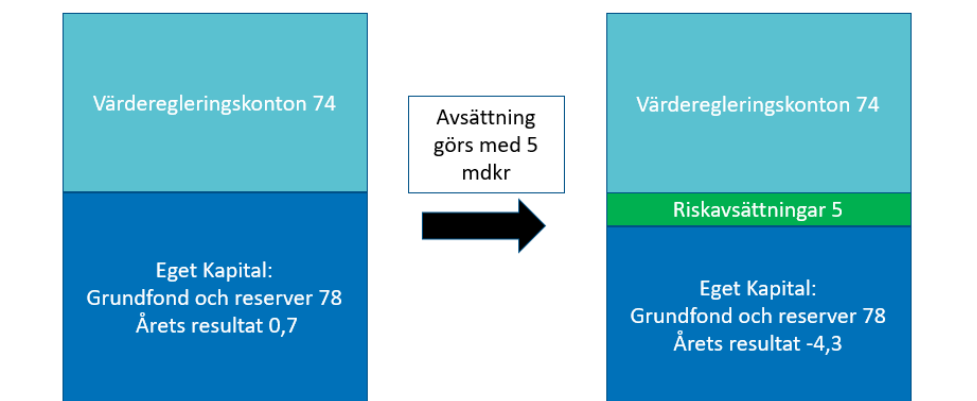 Värderegleringskonton 74
Eget Kapital:
Grundfond och reserver 78
Årets resultat 0,7
Avsättning
görs med 5
mdkr
Värderegleringskonton 74
Riskavsättningar 5
Eget Kapital:
Grundfond och reserver 78
Årets resultat -4,3